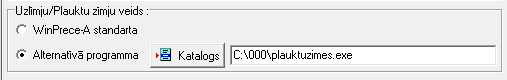 Uzlīmju/Plauktu zīmju veids :
WinPrece-A standarta
Alternatīvā programma Katalogs C:\000\plauktuzimes.exe